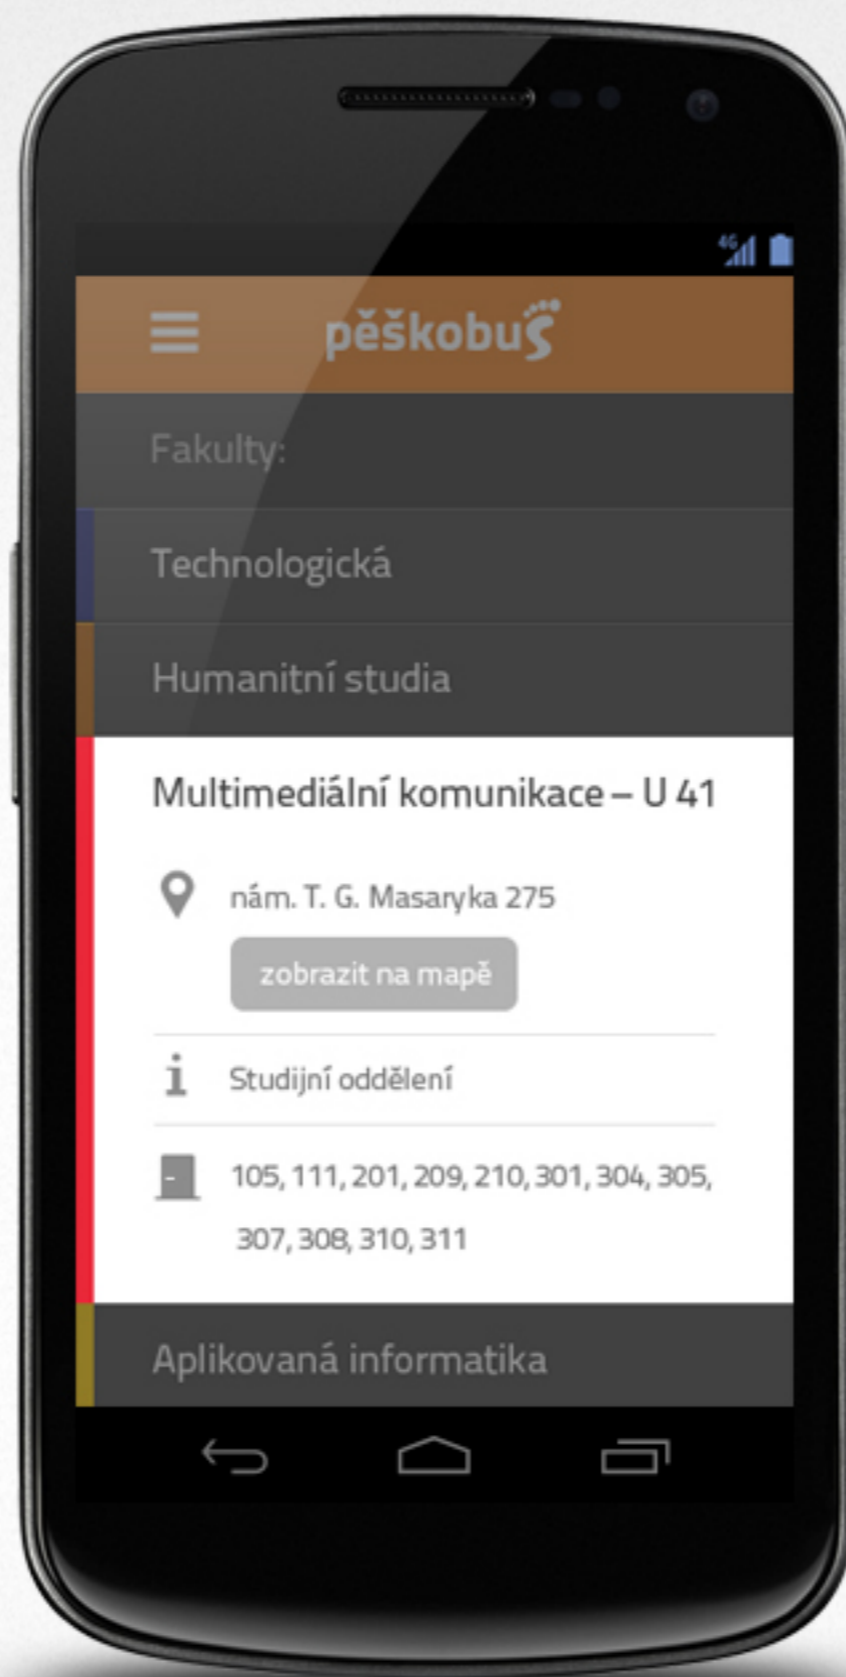 4G
pěškobus
Fakulty:
Technologická
Humanitní studia
Multimediální komunikace – U 41
nám. T. G. Masaryka 275
zobrazit na mapě
Studijní oddělení
105, 111, 201, 209, 210, 301, 304, 305,
307, 308, 310, 311
Aplikovaná informatika